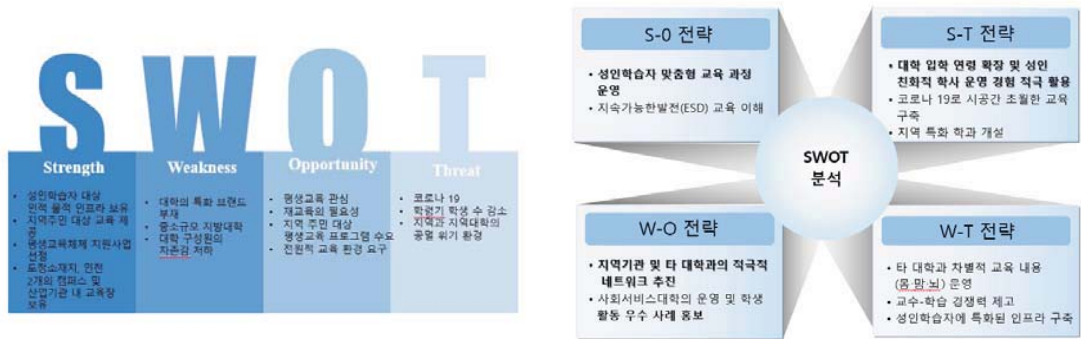 S W O T
Strength
성인학습자 대상
인적 물적 인프라 보유
지역주민 대상 교육 제
공
평생교육체제 지원사업
선정
도청소재지, 인천
2개의 캠퍼스 및
산업기관 내 교육장
보유
Weakness
대학의 특화 브랜드
부재
중소규모 지방대학
대학 구성원의
자존감 저하
Opportunity
평생교육 관심
재교육의 필요성
지역 주민 대상
평생교육 프로그램 수요
전원적 교육 환경 요구
Threat
코로나 19
학령기 학생 수 감소
지역과 지역대학의
공멸 위기 환경
S-0 전략
• 성인학습자 맞춤형 교육 과정
운영
• 지속가능한발전(ESD) 교육 이해
S-T 전략
• 대학 입학 연령 확장 및 성인
친화적 학사 운영 경험 적극 활용
• 코로나 19로 시공간 초월한 교육
구축
• 지역 특화 학과 개설
SWOT
분석
W-O 전략
• 지역기관 및 타 대학과의 적극적
네트워크 추진
• 사회서비스대학의 운영 및 학생
활동 우수 사례 홍보
W-T 전략
• 타 대학과 차별적 교육 내용
(몸·맘·뇌) 운영
• 교수-학습 경쟁력 제고
• 성인학습자에 특화된 인프라 구축